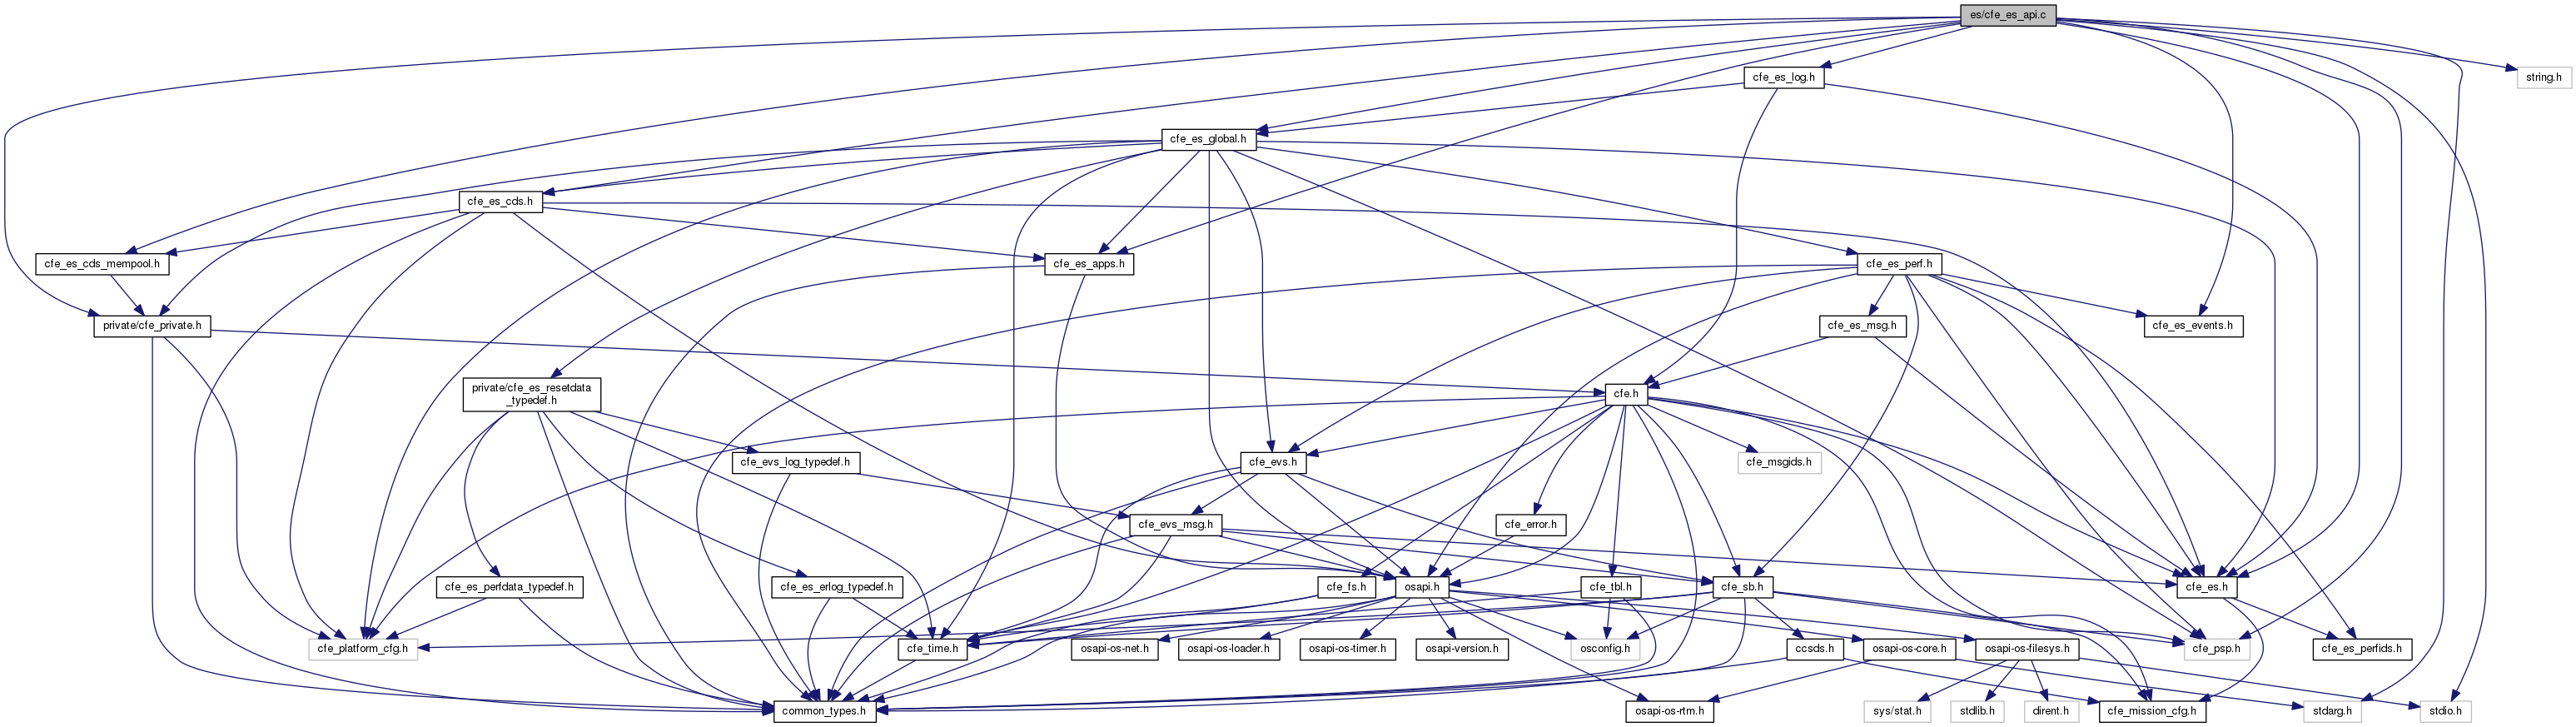 es/cfe_es_api.c
cfe_es_log.h
string.h
cfe_es_global.h
cfe_es_cds.h
cfe_es_cds_mempool.h
cfe_es_apps.h
cfe_es_perf.h
private/cfe_private.h
cfe_es_msg.h
cfe_es_events.h
private/cfe_es_resetdata
_typedef.h
cfe.h
cfe_evs_log_typedef.h
cfe_evs.h
cfe_msgids.h
cfe_evs_msg.h
cfe_error.h
cfe_es_perfdata_typedef.h
cfe_es_erlog_typedef.h
cfe_fs.h
osapi.h
cfe_tbl.h
cfe_sb.h
cfe_es.h
cfe_platform_cfg.h
cfe_time.h
osapi-os-net.h
osapi-os-loader.h
osapi-os-timer.h
osapi-version.h
osconfig.h
ccsds.h
osapi-os-core.h
osapi-os-filesys.h
cfe_psp.h
cfe_es_perfids.h
common_types.h
osapi-os-rtm.h
sys/stat.h
stdlib.h
dirent.h
cfe_mission_cfg.h
stdarg.h
stdio.h